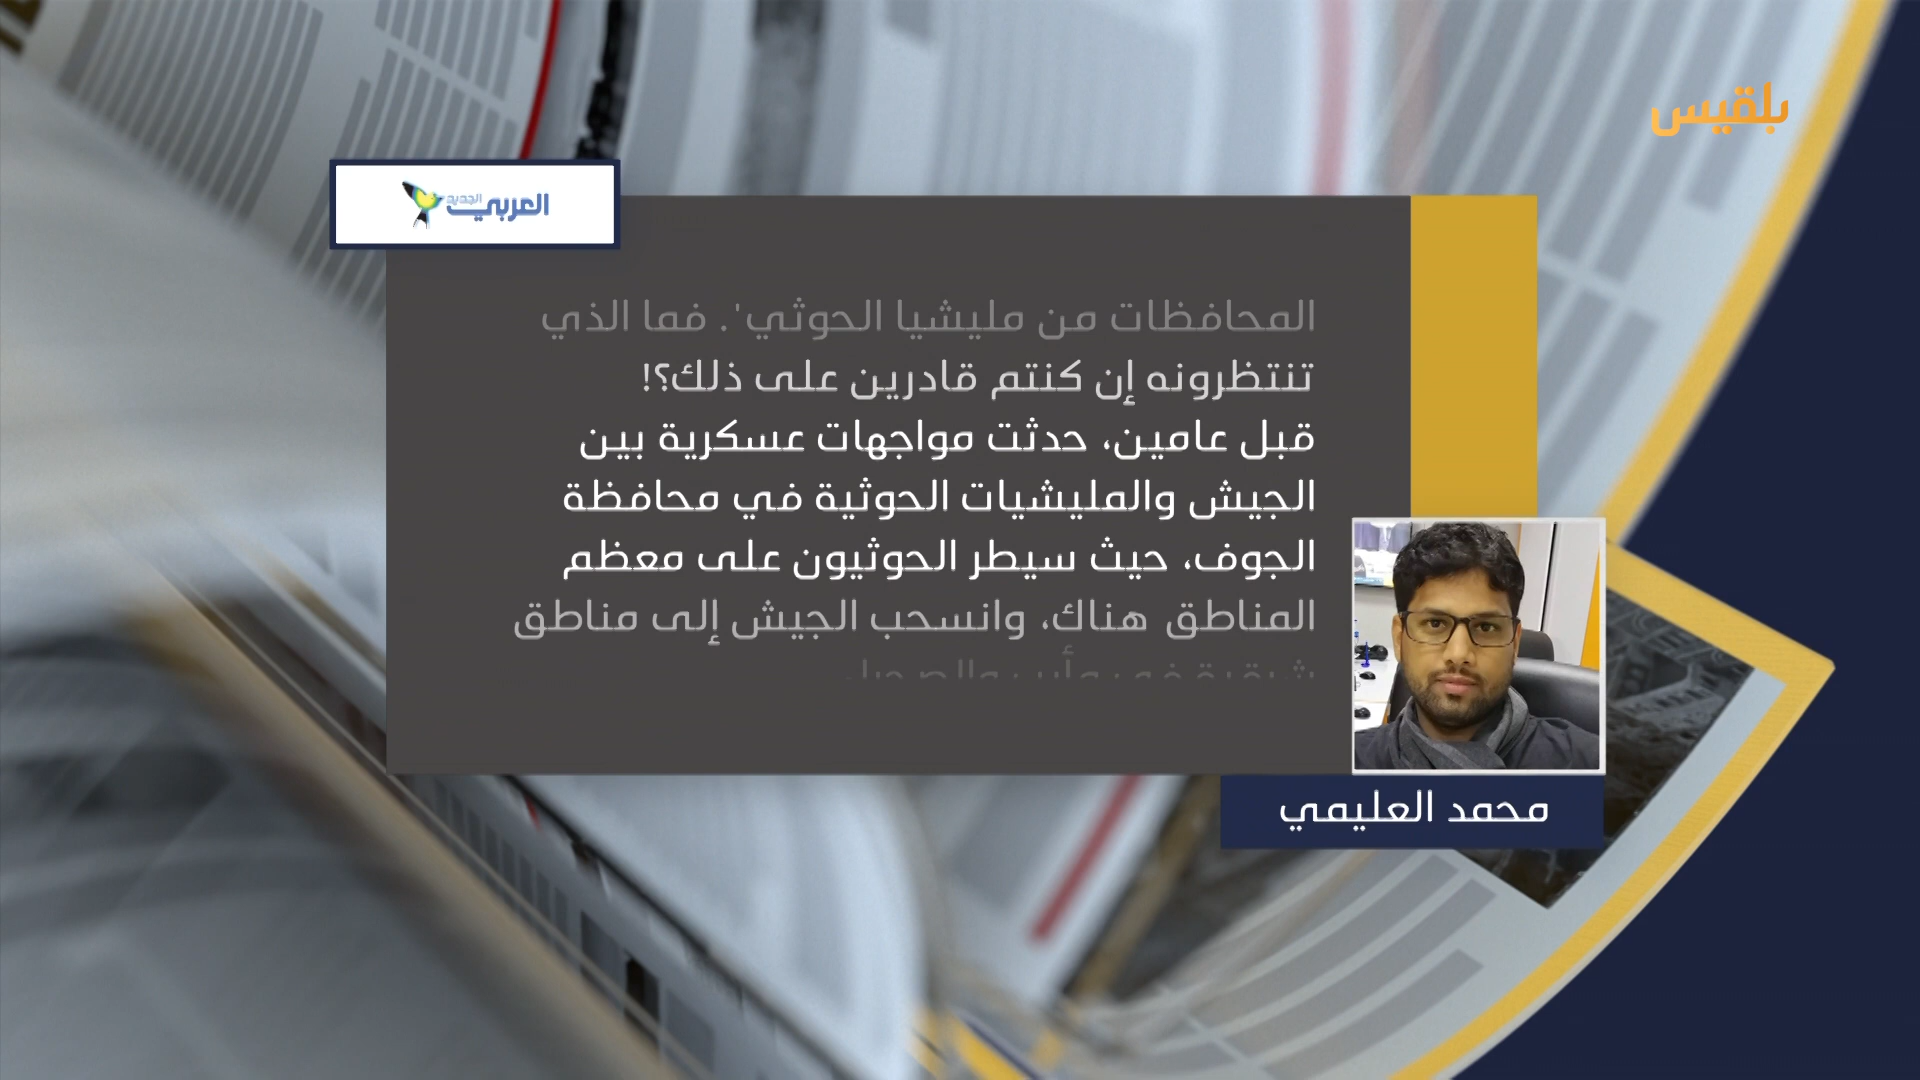 بلقيس
العربي الجديد
المحافظات من مليشيا الحوثي'. فما الذي
تنتظرونه إن كنتم قادرين على ذلك؟!
قبل عامين، حدثت مواجهات عسكرية بين
الجيش والمليشيات الحوثية في محافظة
الجوف، حيث سيطر الحوثيون على معظم
المناطق هناك، وانسحب الجيش إلى مناطق
محمد العليمي